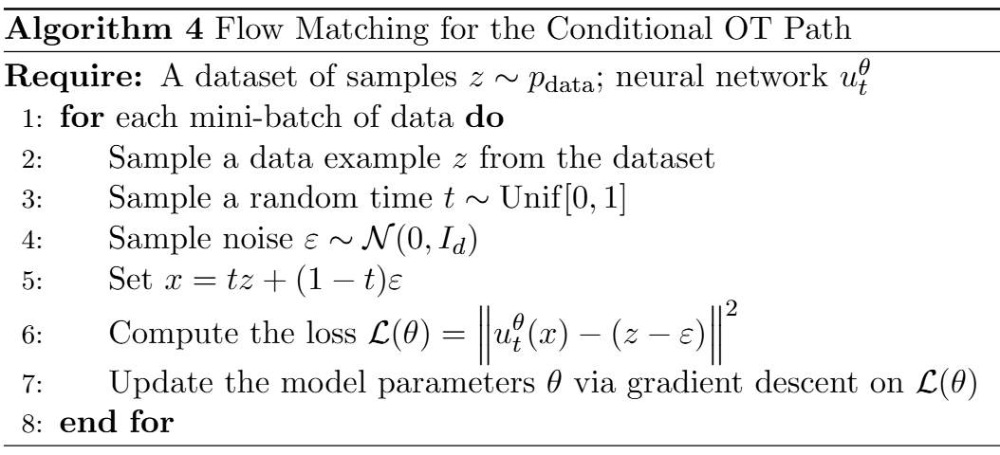 Algorithm 4 Flow Matching for the Conditional OT Path
Require: A dataset of samples $z \sim p_{\text{data}}$; neural network $u_t^\theta$
1: for each mini-batch of data do
2: Sample a data example $z$ from the dataset
3: Sample a random time $t \sim \text{Unif}[0, 1]$
4: Sample noise $\varepsilon \sim \mathcal{N}(0, I_d)$
5: Set $x = tz + (1 - t)\varepsilon$
6: Compute the loss $\mathcal{L}(\theta) = \left\| u_t^\theta(x) - (z - \varepsilon) \right\|^2$
7: Update the model parameters $\theta$ via gradient descent on $\mathcal{L}(\theta)$
8: end for